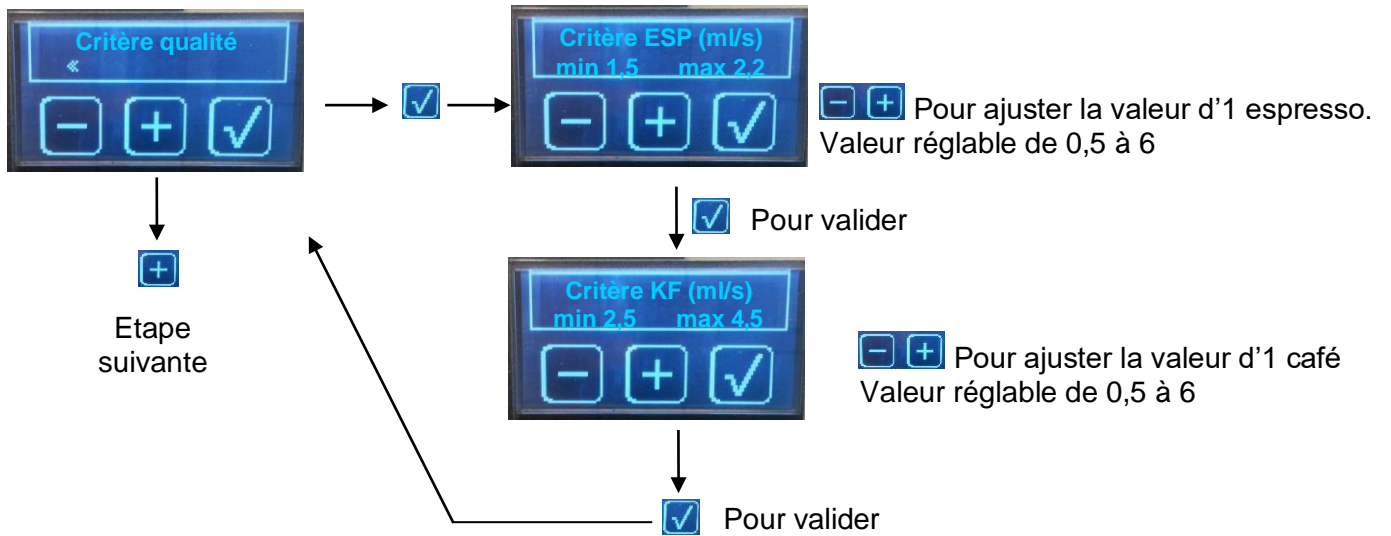 Critère qualité
«
Critère ESP (ml/s)
min 1,5 max 2,2
Pour ajuster la valeur d'1 espresso.
Valeur réglable de 0,5 à 6
Pour valider
Etape
suivante
Critère KF (ml/s)
min 2,5 max 4,5
Pour ajuster la valeur d'1 café
Valeur réglable de 0,5 à 6
Pour valider